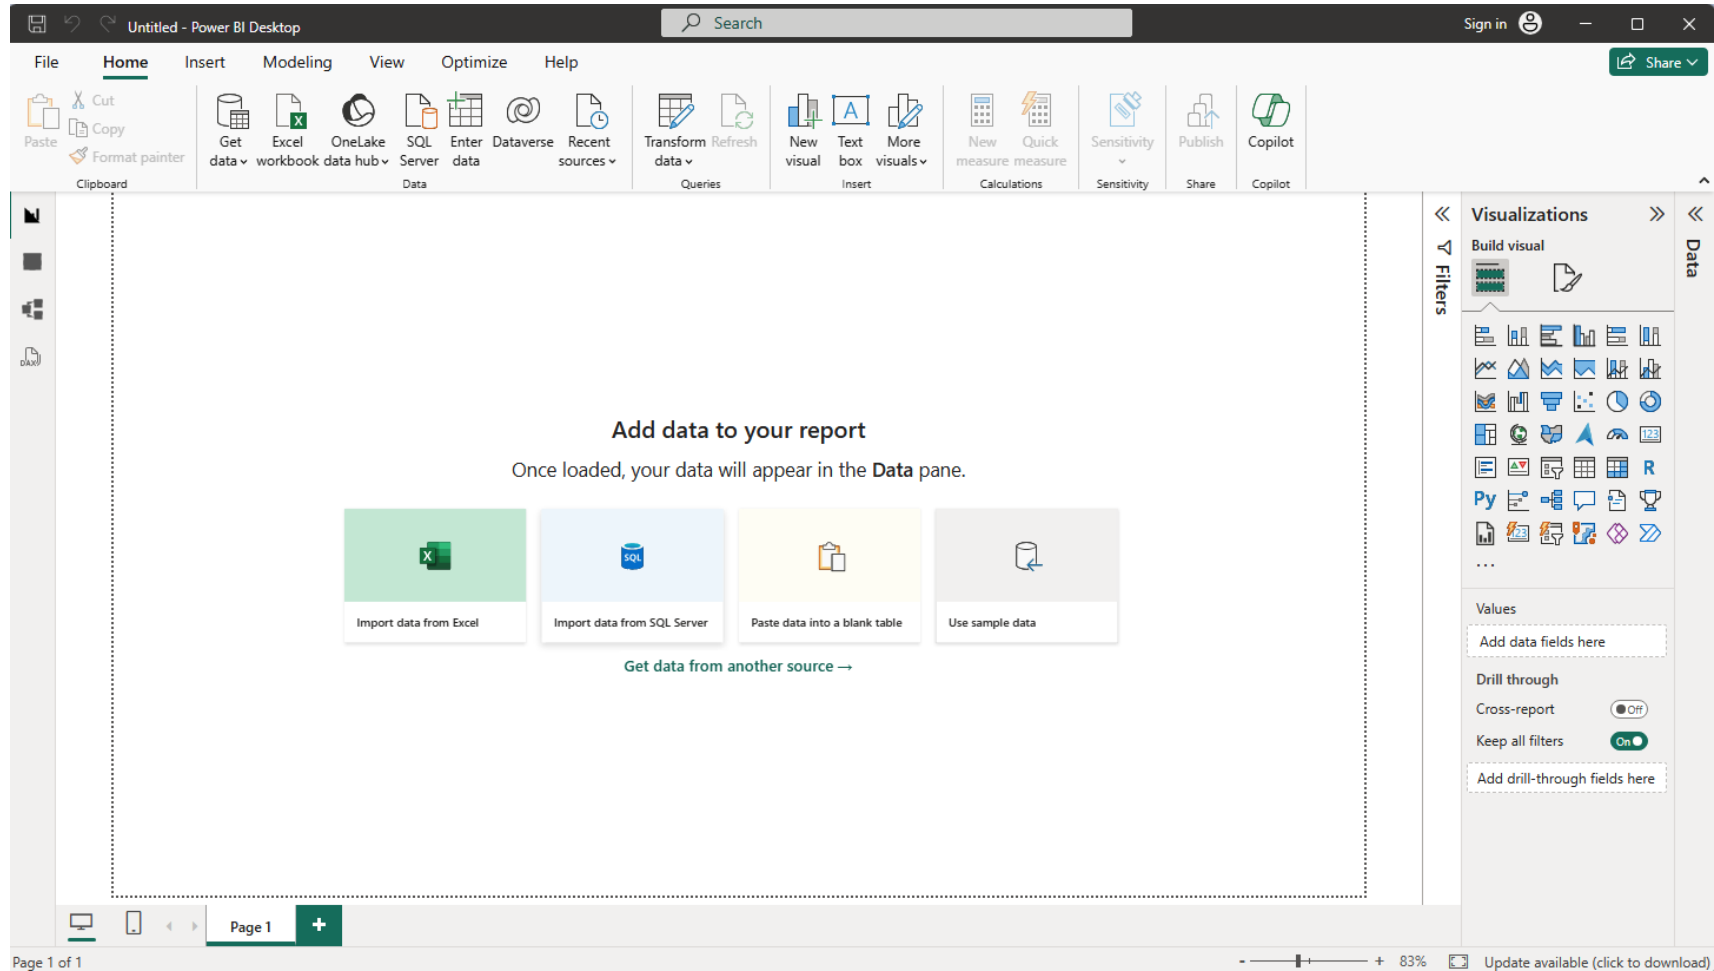 Untitled - Power BI Desktop
Search
Sign in
File Home Insert Modeling View Optimize Help
Share
Paste
Cut
Copy
Format painter
Clipboard
Get data
Excel workbook
OneLake data hub
SQL Server
Enter data
Dataverse
Recent sources
Data
Transform data
Refresh
Queries
New visual
A
Text box
More visuals
Insert
New measure
Quick measure
Calculations
Sensitivity
Sensitivity
Publish
Share
Copilot
Copilot
DAX
Add data to your report
Once loaded, your data will appear in the Data pane.
X
SQL
Import data from Excel
Import data from SQL Server
Paste data into a blank table
Use sample data
Get data from another source →
Filters
Visualizations
Build visual
123
R
Py
123
...
Values
Add data fields here
Drill through
Cross-report
Off
Keep all filters
On
Add drill-through fields here
Data
Page 1
+
Page 1 of 1
- + 83%
Update available (click to download)